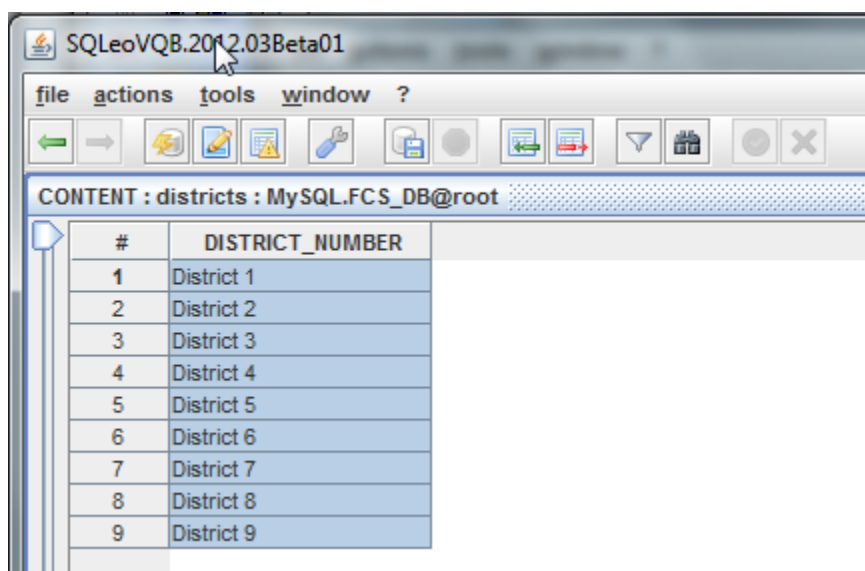 SQLeoVQB.2012.03Beta01
file actions tools window ?
CONTENT : districts : MySQL.FCS_DB@root
# DISTRICT_NUMBER
1 District 1
2 District 2
3 District 3
4 District 4
5 District 5
6 District 6
7 District 7
8 District 8
9 District 9